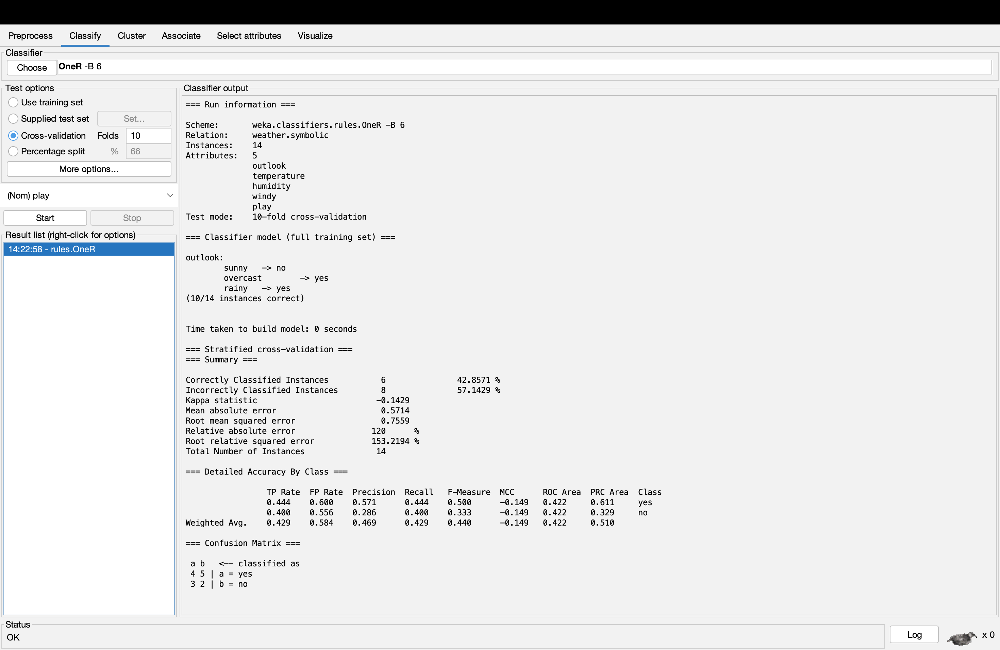 Preprocess Classify Cluster Associate Select attributes Visualize
Classifier
Choose OneR -B 6
Test options
Use training set
Supplied test set Set...
Cross-validation Folds 10
Percentage split % 66
More options...
(Nom) play
Start Stop
Result list (right-click for options)
14:22:58 - rules.OneR
Classifier output
=== Run information ===
Scheme: weka.classifiers.rules.OneR -B 6
Relation: weather.symbolic
Instances: 14
Attributes: 5
outlook
temperature
humidity
windy
play
Test mode: 10-fold cross-validation
=== Classifier model (full training set) ===
outlook:
sunny -> no
overcast -> yes
rainy -> yes
(10/14 instances correct)
Time taken to build model: 0 seconds
=== Stratified cross-validation ===
=== Summary ===
Correctly Classified Instances 6 42.8571 %
Incorrectly Classified Instances 8 57.1429 %
Kappa statistic -0.1429
Mean absolute error 0.5714
Root mean squared error 0.7559
Relative absolute error 120 %
Root relative squared error 153.2194 %
Total Number of Instances 14
=== Detailed Accuracy By Class ===
TP Rate FP Rate Precision Recall F-Measure MCC ROC Area PRC Area Class
0.444 0.600 0.571 0.444 0.500 -0.149 0.422 0.611 yes
0.400 0.556 0.286 0.400 0.333 -0.149 0.422 0.329 no
Weighted Avg. 0.429 0.584 0.469 0.429 0.440 -0.149 0.422 0.510
=== Confusion Matrix ===
a b <-- classified as
4 5 | a = yes
3 2 | b = no
Status
OK
Log x 0